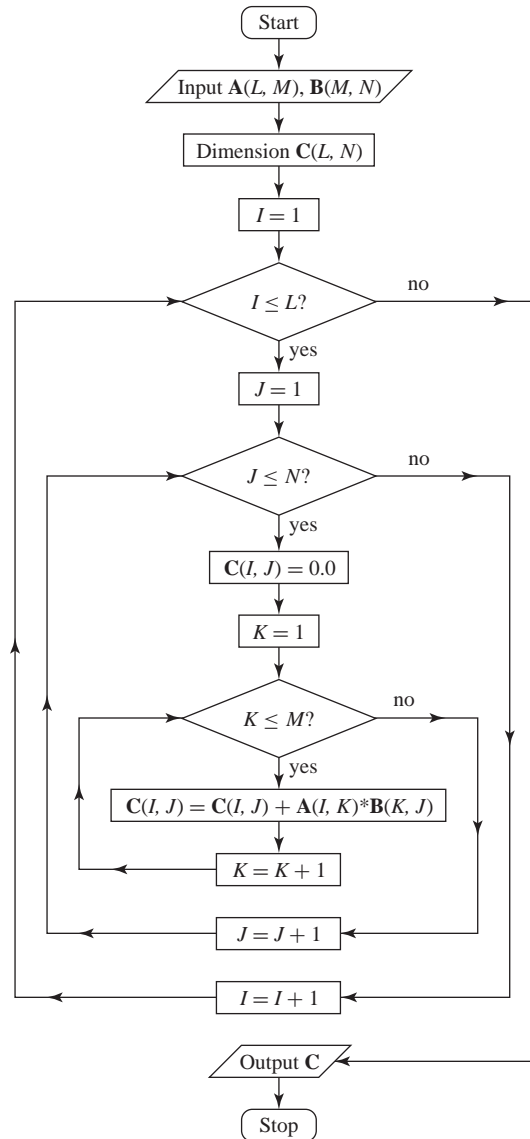 Start
Input A(L, M), B(M, N)
Dimension C(L, N)
I = 1
I ≤ L?
no
yes
J = 1
J ≤ N?
no
yes
C(I, J) = 0.0
K = 1
K ≤ M?
no
yes
C(I, J) = C(I, J) + A(I, K)*B(K, J)
K = K + 1
J = J + 1
I = I + 1
Output C
Stop